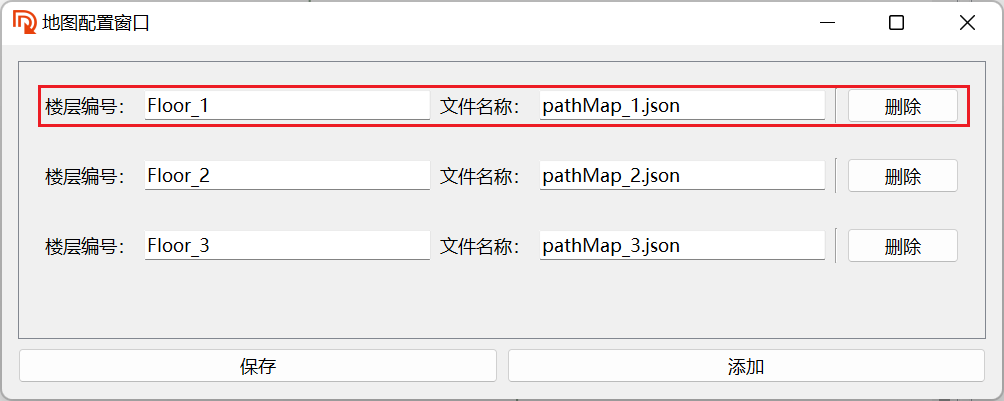 地图配置窗口
楼层编号： Floor_1 文件名称： pathMap_1.json 删除
楼层编号： Floor_2 文件名称： pathMap_2.json 删除
楼层编号： Floor_3 文件名称： pathMap_3.json 删除
保存 添加